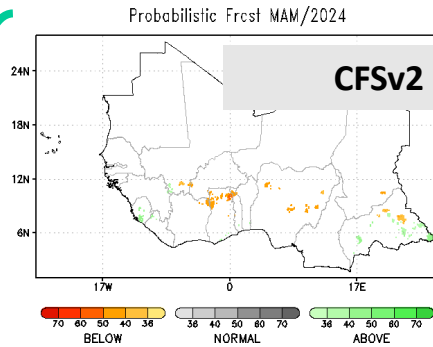 Probabilistic Frcst MAM/2024
CFSv2
24N
18N
12N
6N
17W 0 17E
70 60 50 40 36 36 40 50 60 70 36 40 50 60 70
BELOW NORMAL ABOVE